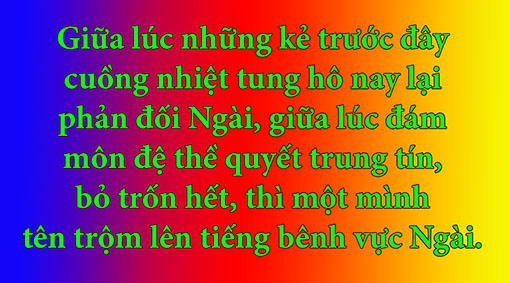 Giữa lúc những kẻ trước đây
cuồng nhiệt tung hô nay lại
phản đối Ngài, giữa lúc đám
môn đệ thề quyết trung tín,
bỏ trốn hết, thì một mình
tên trộm lên tiếng bênh vực Ngài.